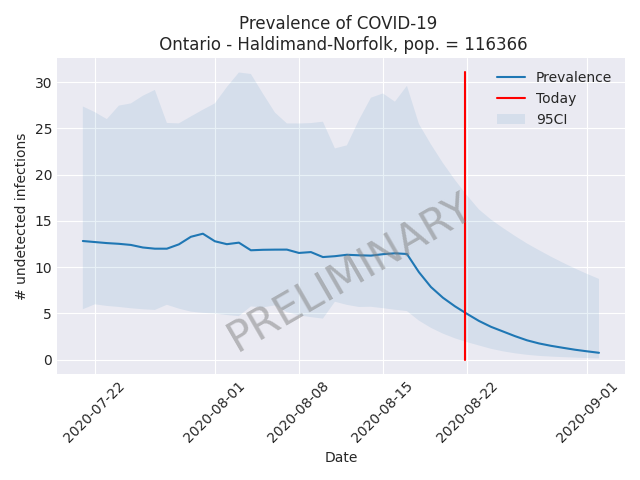 Prevalence of COVID-19
Ontario - Haldimand-Norfolk, pop. = 116366
# undetected infections
30
25
20
15
10
5
0
Prevalence
Today
95CI
PRELIMINARY
2020-07-22
2020-08-01
2020-08-08
2020-08-15
2020-08-22
2020-09-01
Date